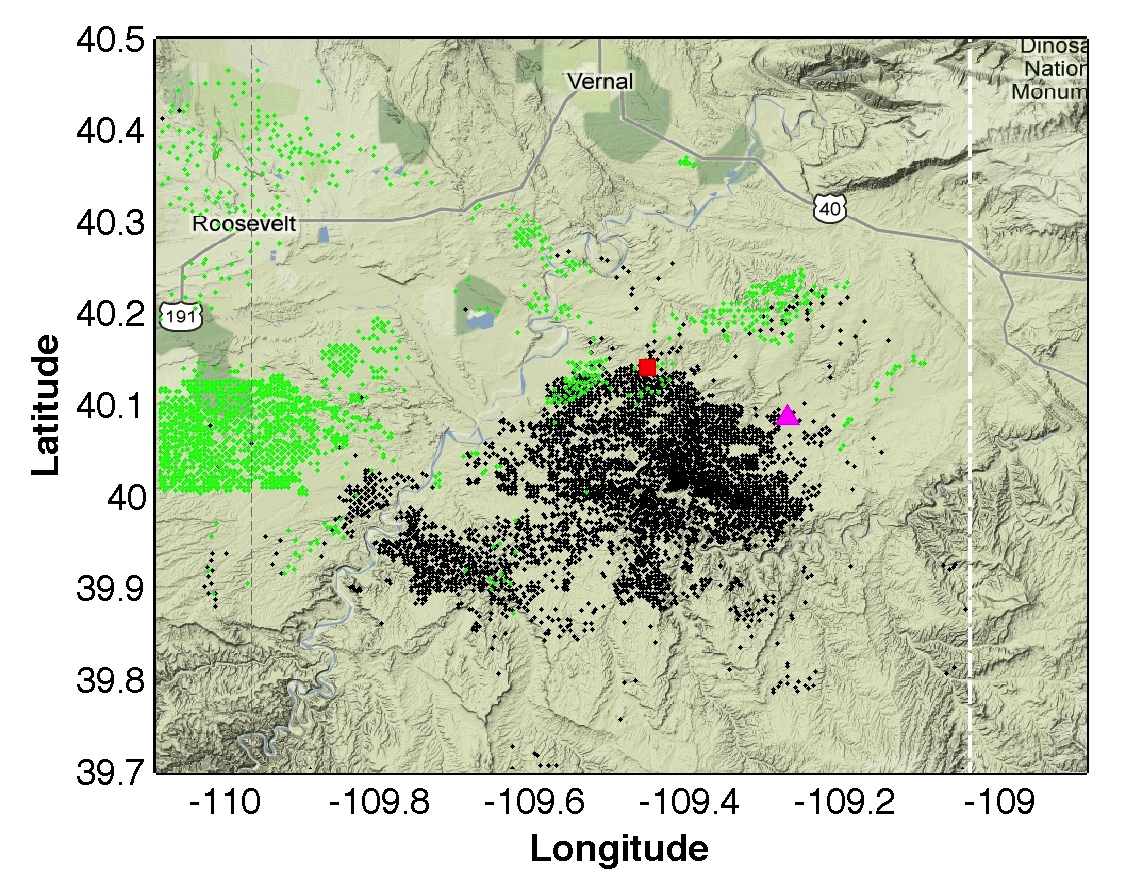 40.5
40.4
40.3
40.2
40.1
40
39.9
39.8
39.7
Latitude
Dinosa
Nation
Monum
Vernal
40
Roosevelt
191
-110
-109.8
-109.6
-109.4
-109.2
-109
Longitude